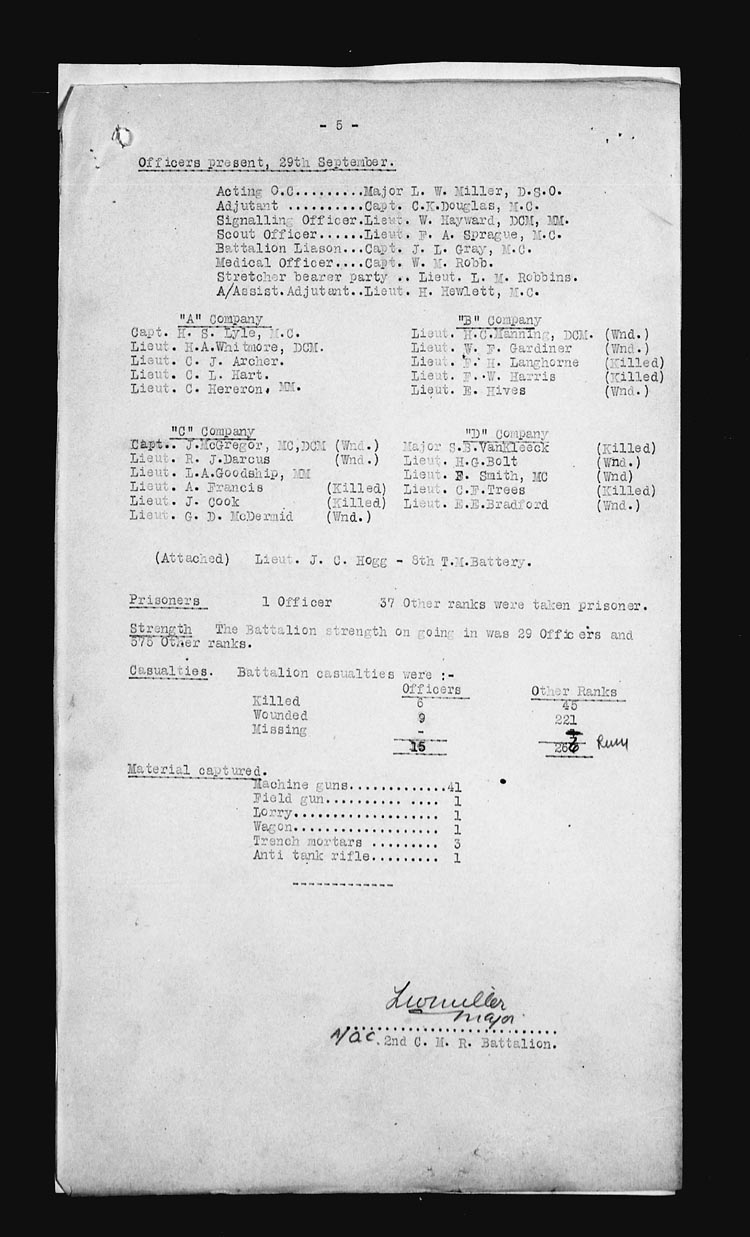 - 5 -
Officers present, 29th September.
Acting O.C.........Major L. W. Miller, D.S.O.
Adjutant ..........Capt. C.K.Douglas, M.C.
Signalling Officer.Lieut. W. Hayward, DCM, MM.
Scout Officer......Lieut. F. A. Sprague, M.C.
Battalion Liason...Capt. J. L. Gray, M.C.
Medical Officer....Capt. W. M. Robb.
Stretcher bearer party .. Lieut. L. M. Robbins.
A/Assist.Adjutant..Lieut. H. Hewlett, M.C.
"A" Company
Capt. H. S. Lyle, M.C.
Lieut. H.A.Whitmore, DCM.
Lieut. C. J. Archer.
Lieut. C. L. Hart.
Lieut. C. Hereron, MM.
"B" Company
Lieut. H.C.Manning, DCM. (Wnd.)
Lieut. W. F. Gardiner (Wnd.)
Lieut. F. H. Langhorne (Killed)
Lieut. F. W. Harris (Killed)
Lieut. E. Hives (Wnd.)
"C" Company
Capt. J.McGregor, MC,DCM (Wnd.)
Lieut. R. J.Darcus (Wnd.)
Lieut. L.A.Goodship, MM
Lieut. A. Francis (Killed)
Lieut. J. Cook (Killed)
Lieut. G. D. McDermid (Wnd.)
"D" Company
Major S.B.VanKleeck (Killed)
Lieut. H.G.Bolt (Wnd.)
Lieut. E. Smith, MC (Wnd)
Lieut. C.F.Trees (Killed)
Lieut. E.E.Bradford (Wnd.)
(Attached) Lieut. J. C. Hogg - 8th T.M.Battery.
Prisoners 1 Officer 37 Other ranks were taken prisoner.
Strength The Battalion strength on going in was 29 Officers and
575 Other ranks.
Casualties. Battalion casualties were :-
Officers Other Ranks
Killed 6 45
Wounded 9 221
Missing -
15 26
Material captured.
Machine guns.............41
Field gun.......... .... 1
Lorry................... 1
Wagon................... 1
Trench mortars ......... 3
Anti tank rifle......... 1
-------------
LWMiller
Major
A/O.C. 2nd C. M. R. Battalion.